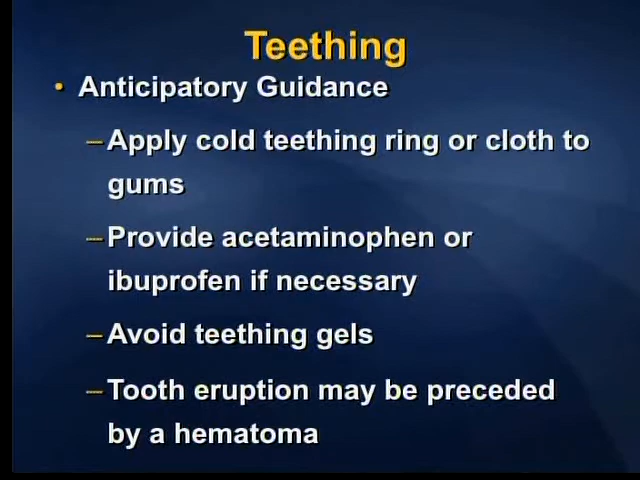 Teething
• Anticipatory Guidance
–Apply cold teething ring or cloth to
gums
–Provide acetaminophen or
ibuprofen if necessary
–Avoid teething gels
–Tooth eruption may be preceded
by a hematoma